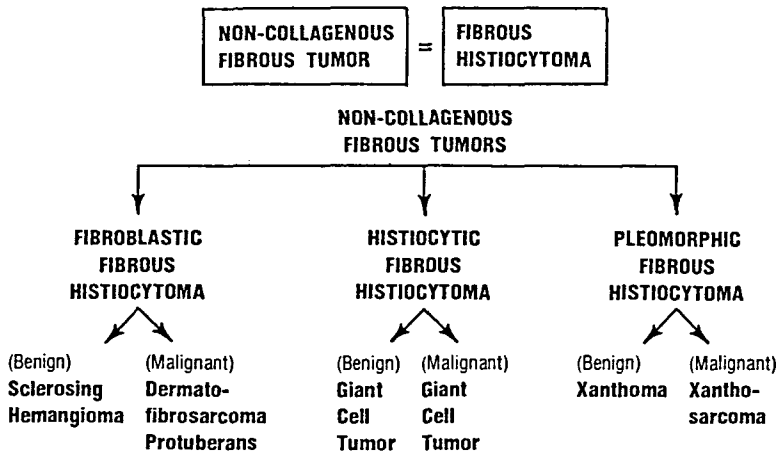 NON-COLLAGENOUS
FIBROUS TUMOR
=
FIBROUS
HISTIOCYTOMA
NON-COLLAGENOUS
FIBROUS TUMORS
FIBROBLASTIC
FIBROUS
HISTIOCYTOMA
(Benign)
Sclerosing
Hemangioma
(Malignant)
Dermato-
fibrosarcoma
Protuberans
HISTIOCYTIC
FIBROUS
HISTIOCYTOMA
(Benign)
Giant
Cell
Tumor
(Malignant)
Giant
Cell
Tumor
PLEOMORPHIC
FIBROUS
HISTIOCYTOMA
(Benign)
Xanthoma
(Malignant)
Xantho-
sarcoma